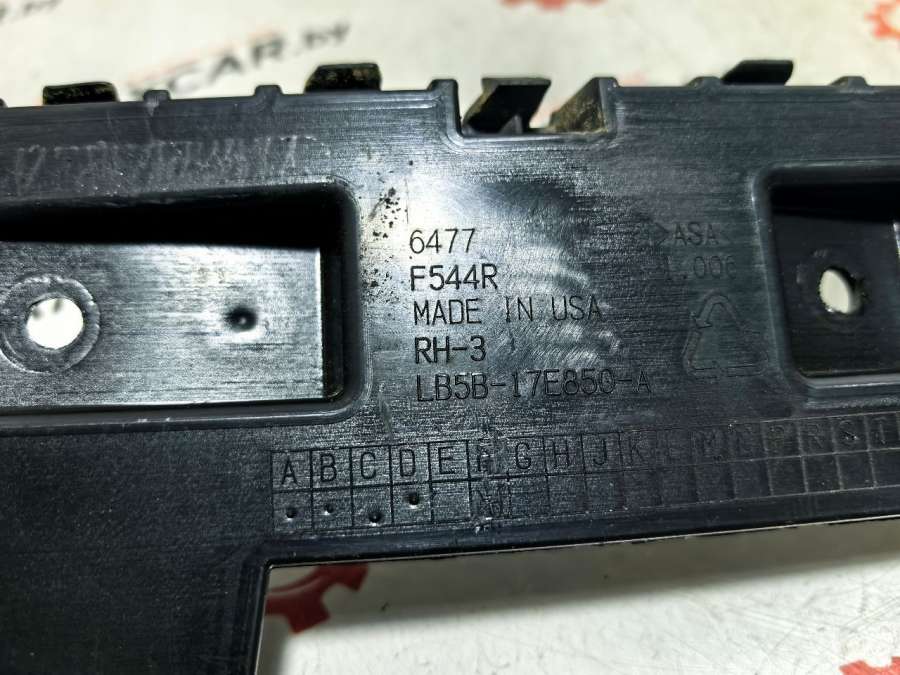 6477
F544R
MADE IN USA
RH-3
LB5B-17E850-A
>ASA
A B C D E F G H J K L M N P R S T